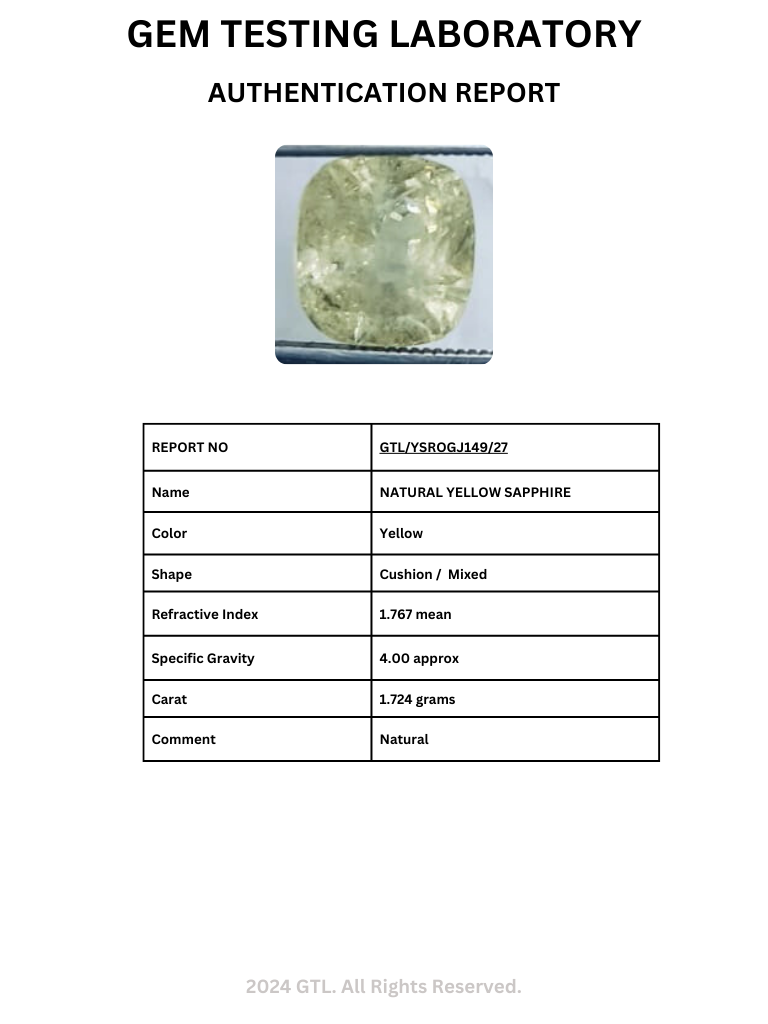 GEM TESTING LABORATORY
AUTHENTICATION REPORT
REPORT NO GTL/YSROGJ149/27
Name NATURAL YELLOW SAPPHIRE
Color Yellow
Shape Cushion / Mixed
Refractive Index 1.767 mean
Specific Gravity 4.00 approx
Carat 1.724 grams
Comment Natural
2024 GTL. All Rights Reserved.